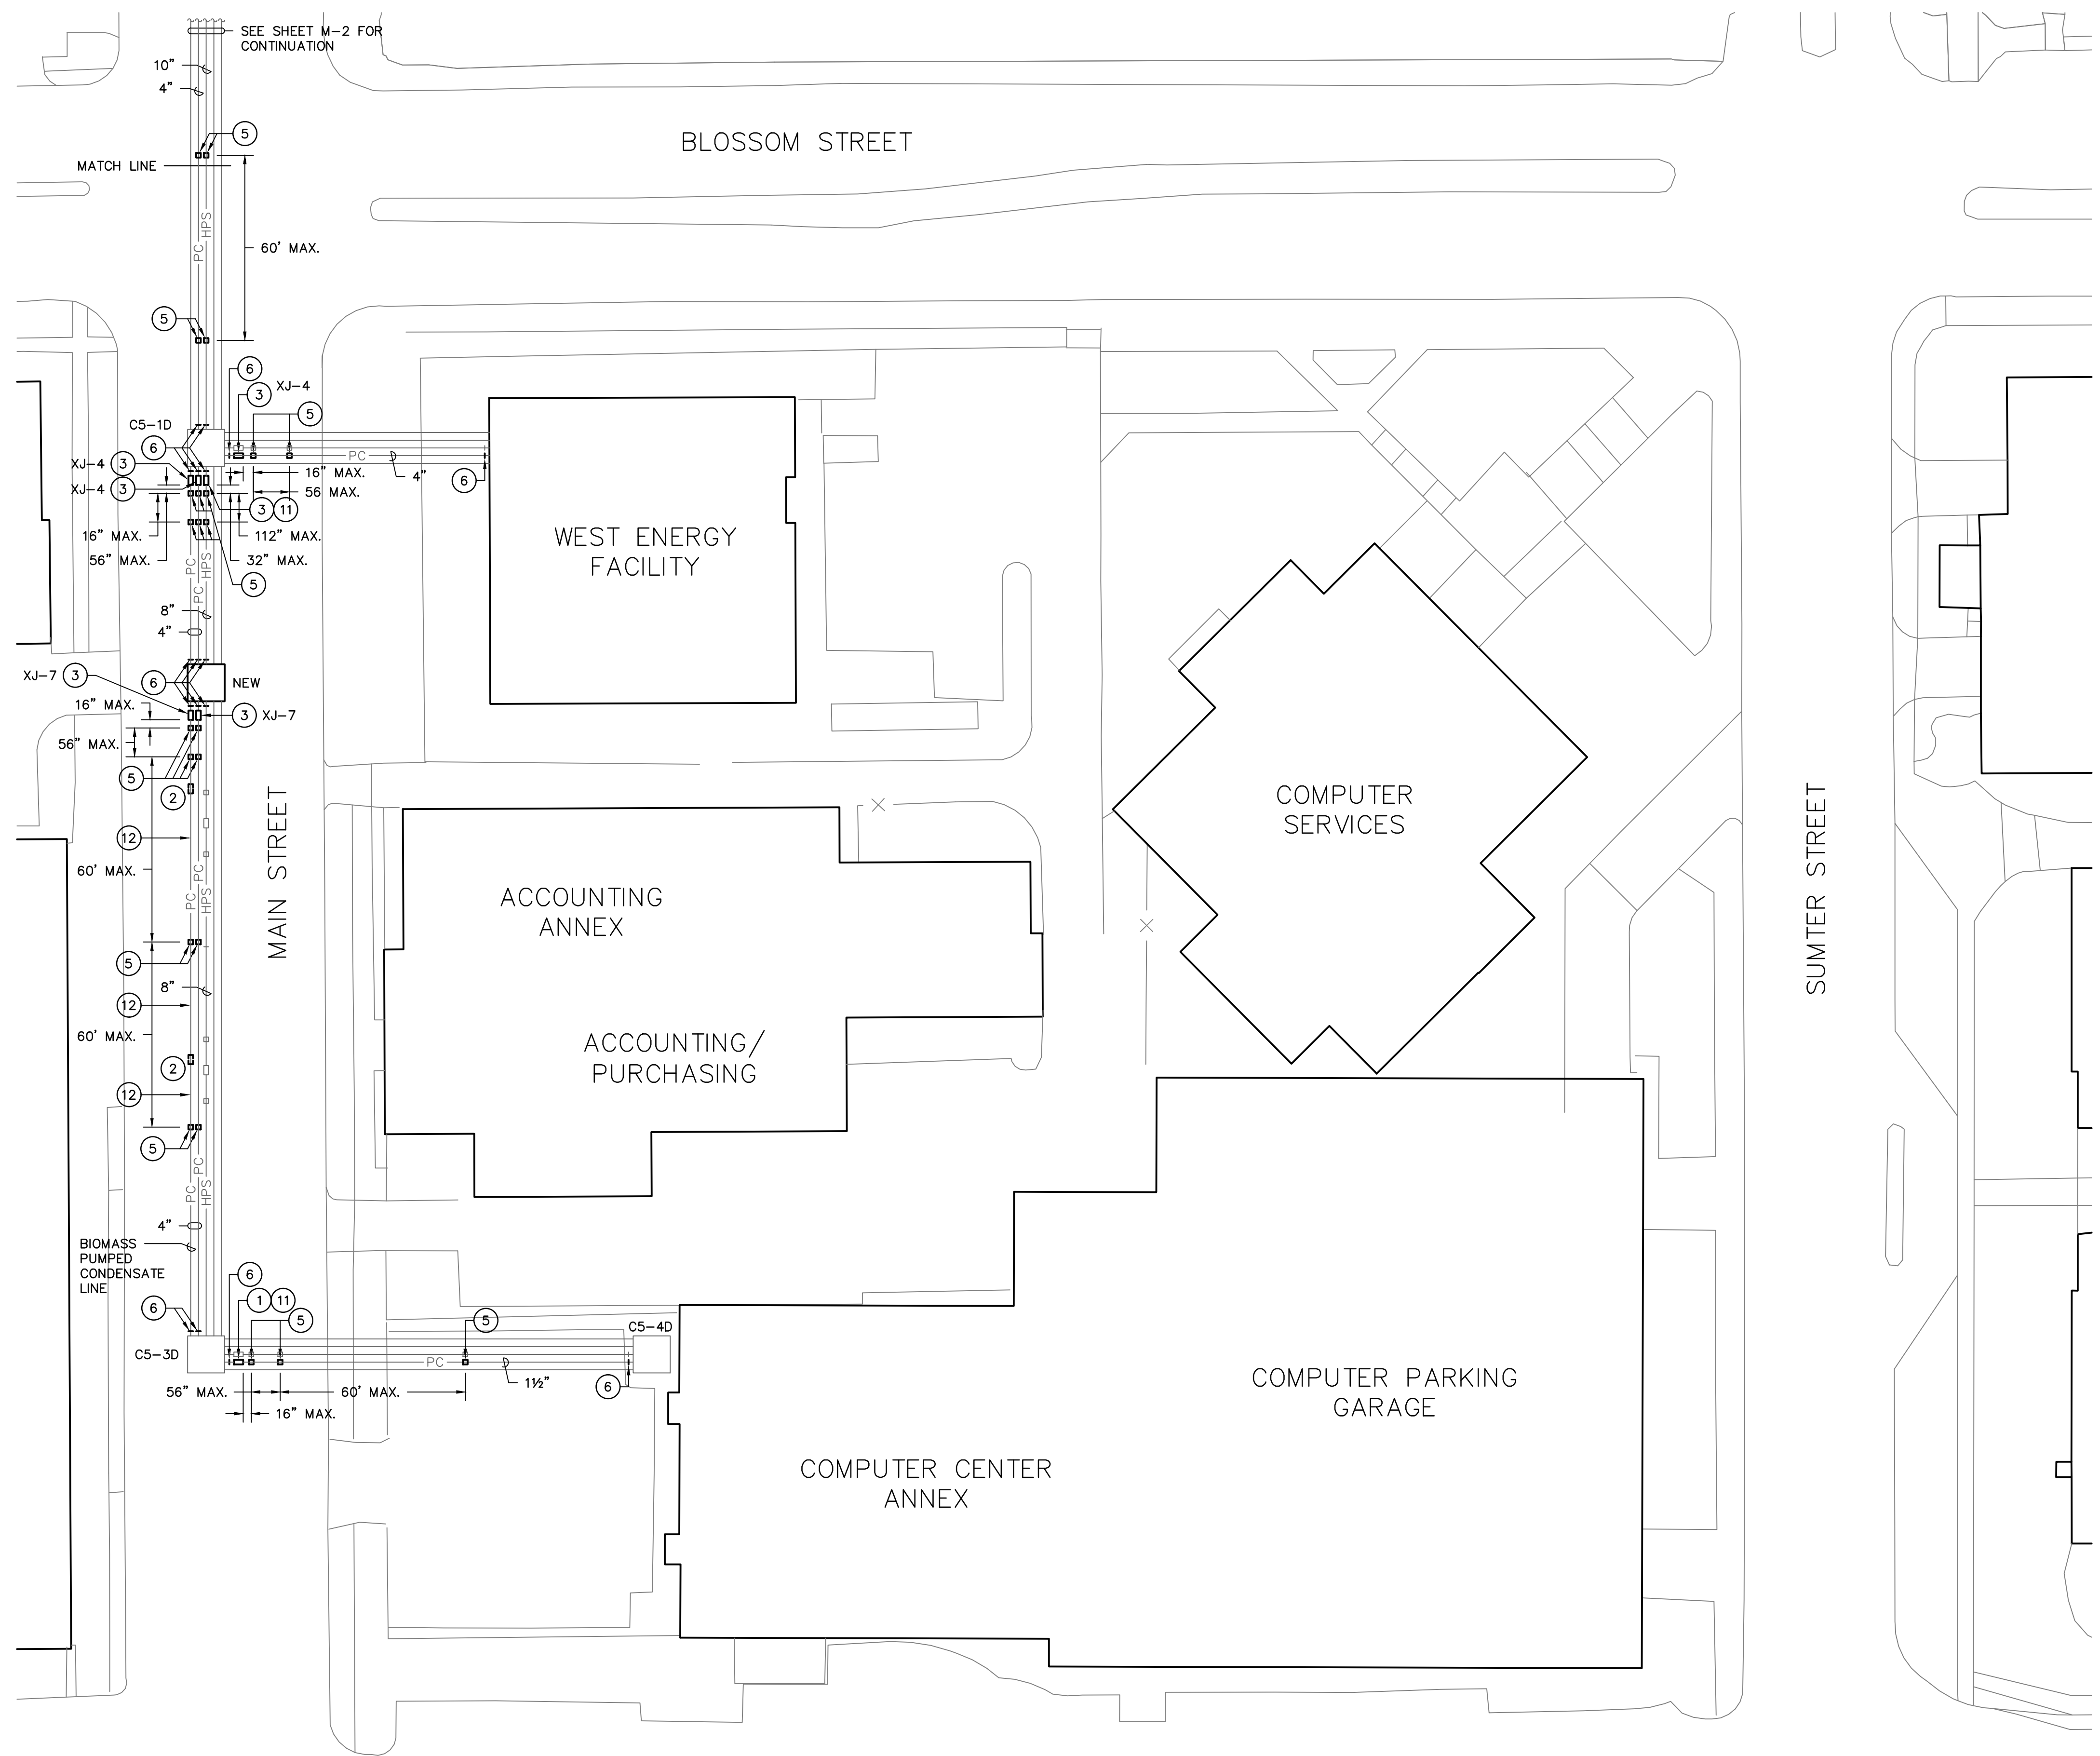 SEE SHEET M-2 FOR
CONTINUATION
10"
4"
5
MATCH LINE
BLOSSOM STREET
PC
HPS
60' MAX.
5
6
3 XJ-4
5
C5-1D
6
XJ-4 3
XJ-4 3
PC
4"
16" MAX.
6
56 MAX.
3 11
16" MAX.
112" MAX.
56" MAX.
32" MAX.
5
PC
PC
HPS
8"
4"
WEST ENERGY
FACILITY
XJ-7 3
6
NEW
16" MAX.
3 XJ-7
56" MAX.
5
2
12
60' MAX.
PC
HPS PC
MAIN STREET
COMPUTER
SERVICES
SUMTER STREET
ACCOUNTING
ANNEX
5
8"
12
60' MAX.
ACCOUNTING/
PURCHASING
2
12
5
PC
HPS PC
4"
BIOMASS
PUMPED
CONDENSATE
LINE
6
1 11
6
5
5
C5-4D
C5-3D
PC
1½"
6
56" MAX.
60' MAX.
16" MAX.
COMPUTER PARKING
GARAGE
COMPUTER CENTER
ANNEX